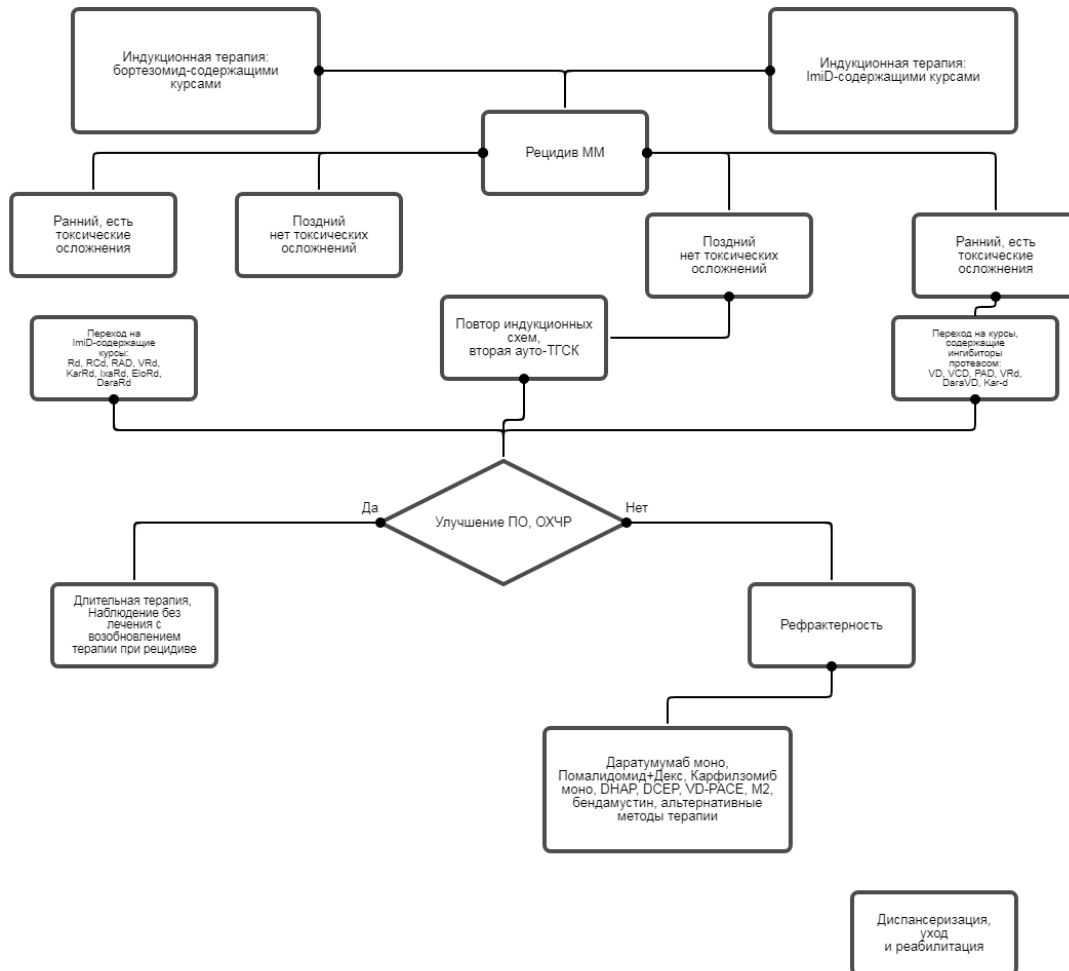 Индукционная терапия:
бортезомид-содержащими
курсами
Индукционная терапия:
ImiD-содержащими курсами
Рецидив ММ
Ранний, есть
токсические
осложнения
Поздний
нет токсических
осложнений
Поздний
нет токсических
осложнений
Ранний, есть
токсические
осложнения
Переход на
ImiD-содержащие
курсы:
Rd, RCd, RAD, VRd,
KarRd, IxaRd, EloRd,
DaraRd
Повтор индукционных
схем,
вторая ауто-ТГСК
Переход на курсы,
содержащие
ингибиторы
протеасом:
VD, VCD, PAD, VRd,
DaraVD, Kar-d
Да
Улучшение ПО, ОХЧР
Нет
Длительная терапия,
Наблюдение без
лечения с
возобновлением
терапии при рецидиве
Рефрактерность
Даратумумаб моно,
Помалидомид+Декс, Карфилзомиб
моно, DHAP, DCEP, VD-PACE, M2,
бендамустин, альтернативные
методы терапии
Диспансеризация,
уход
и реабилитация